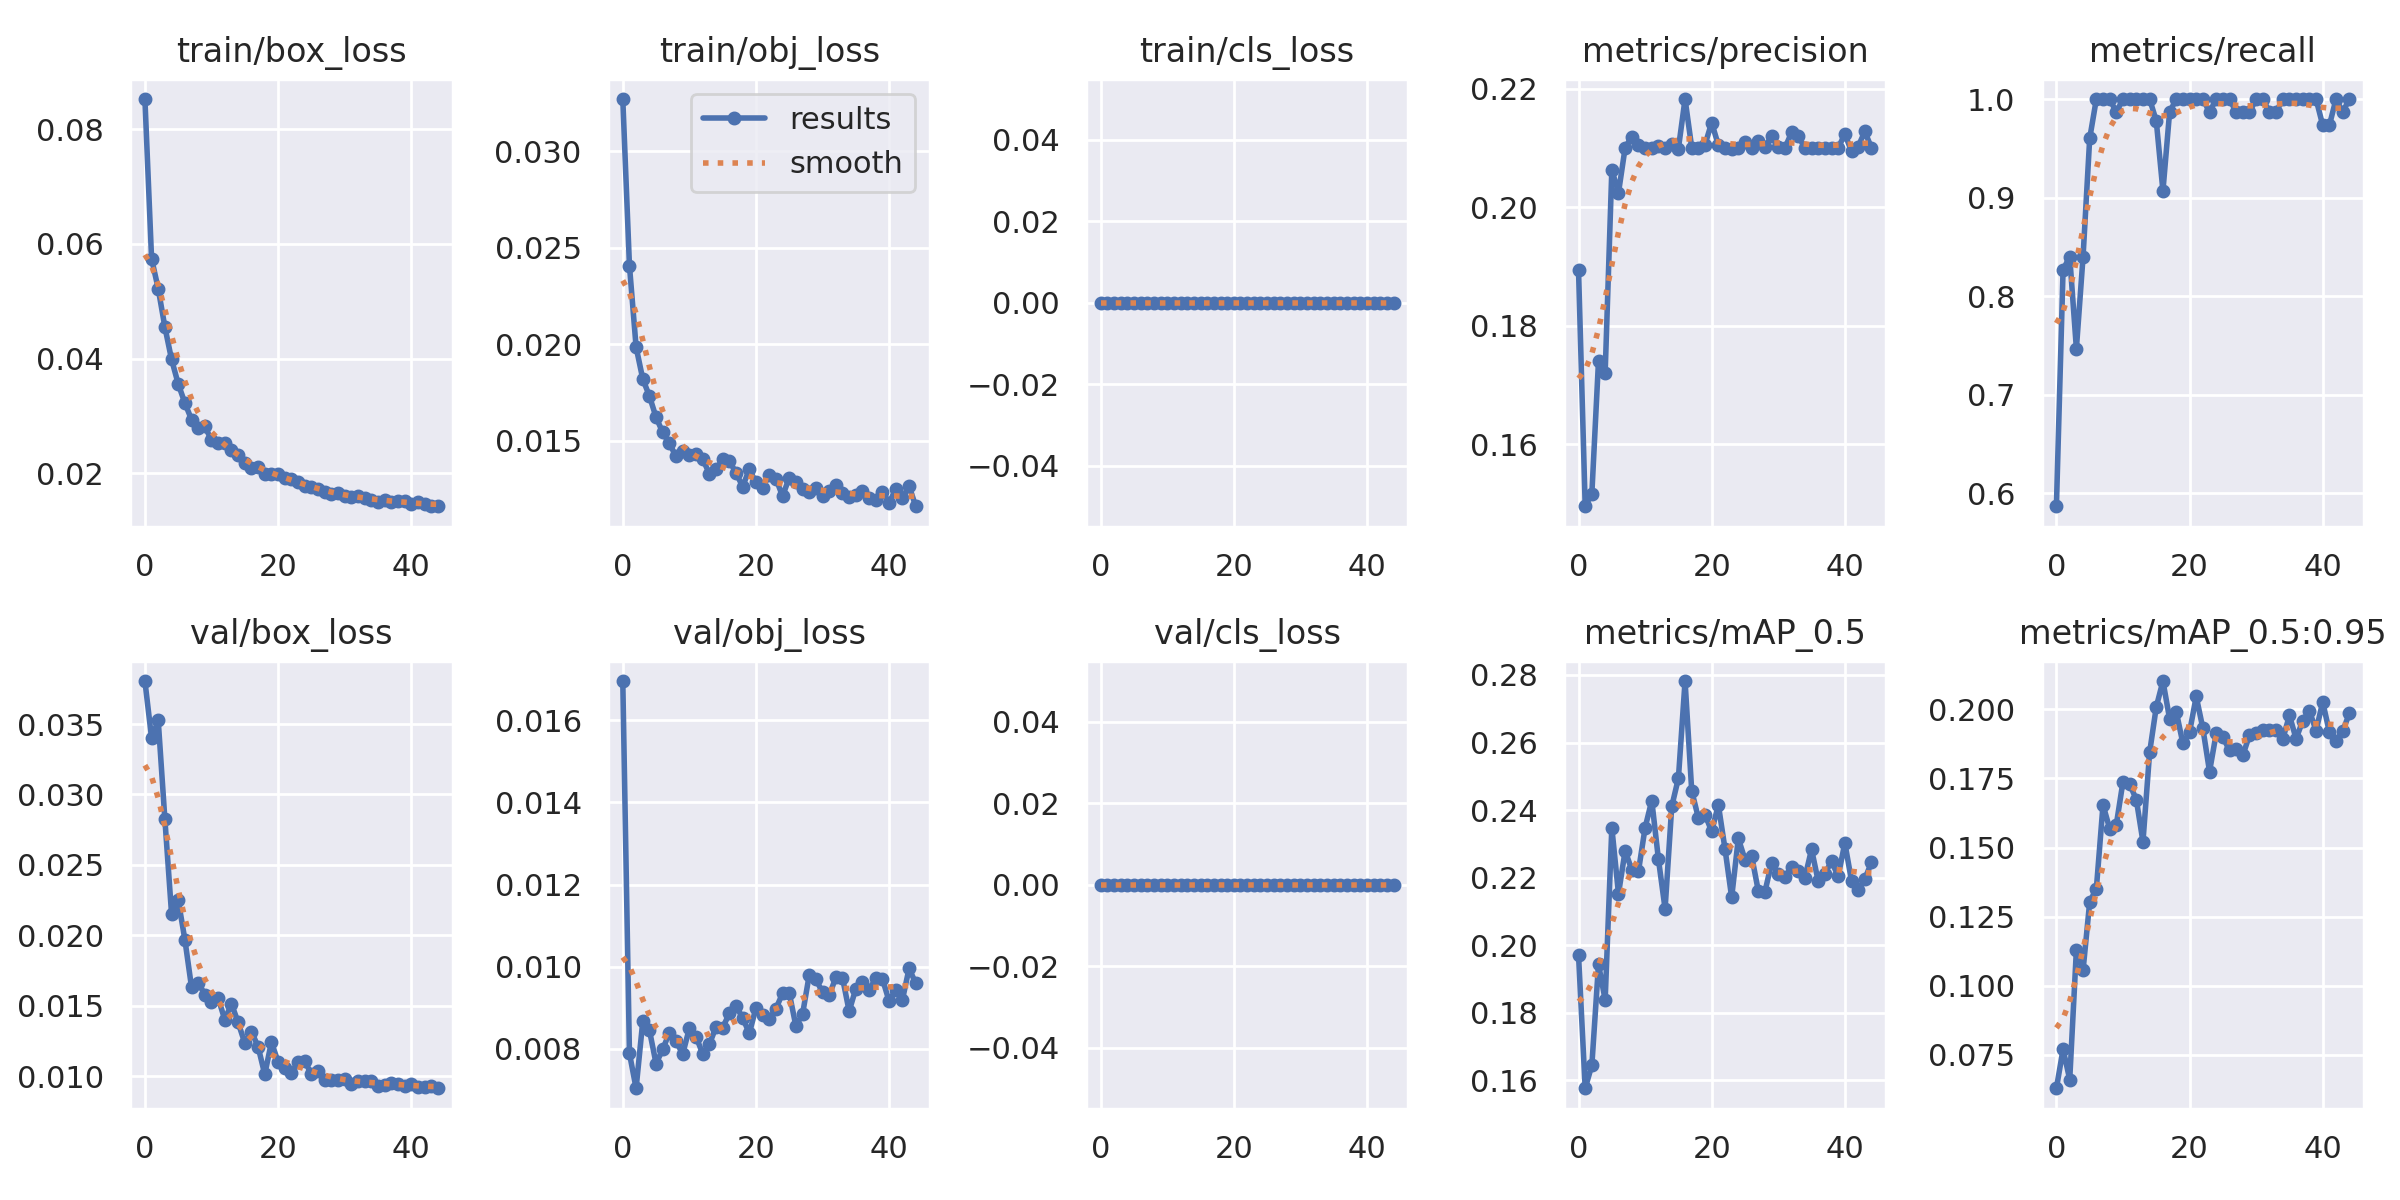 train/box_loss
train/obj_loss
train/cls_loss
metrics/precision
metrics/recall
0.08
0.06
0.04
0.02
0 20 40
0.030
0.025
0.020
0.015
results
smooth
0 20 40
0.04
0.02
0.00
−0.02
−0.04
0 20 40
0.22
0.20
0.18
0.16
0 20 40
1.0
0.9
0.8
0.7
0.6
0 20 40
val/box_loss
val/obj_loss
val/cls_loss
metrics/mAP_0.5
metrics/mAP_0.5:0.95
0.035
0.030
0.025
0.020
0.015
0.010
0 20 40
0.016
0.014
0.012
0.010
0.008
0 20 40
0.04
0.02
0.00
−0.02
−0.04
0 20 40
0.28
0.26
0.24
0.22
0.20
0.18
0.16
0 20 40
0.200
0.175
0.150
0.125
0.100
0.075
0 20 40